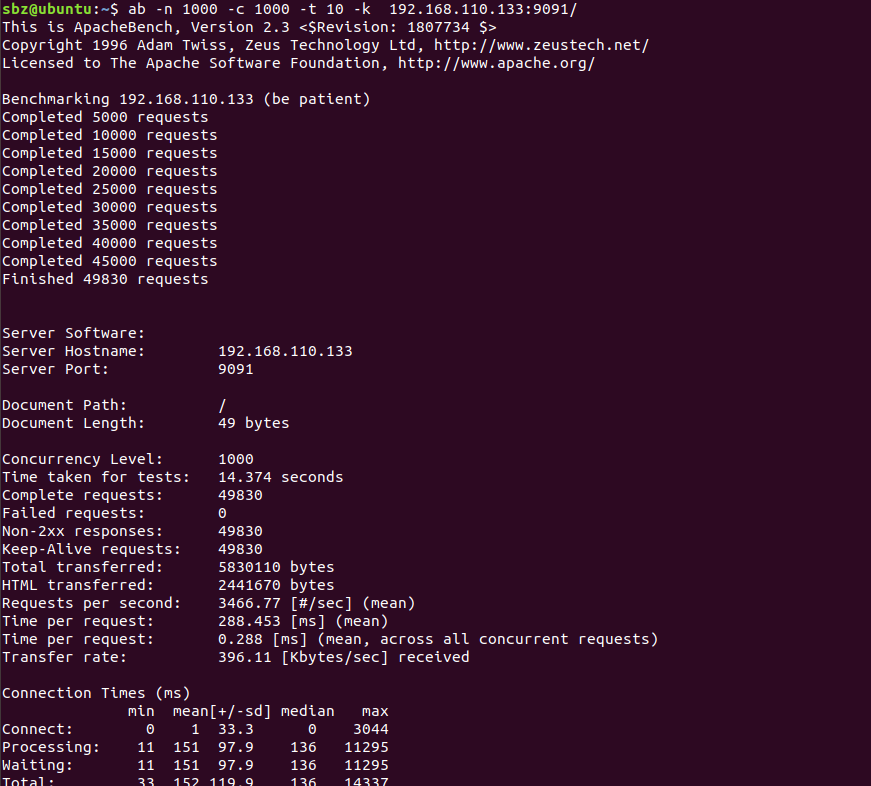 sbz@ubuntu:~$ ab -n 1000 -c 1000 -t 10 -k  192.168.110.133:9091/
This is ApacheBench, Version 2.3 <$Revision: 1807734 $>
Copyright 1996 Adam Twiss, Zeus Technology Ltd, http://www.zeustech.net/
Licensed to The Apache Software Foundation, http://www.apache.org/
Benchmarking 192.168.110.133 (be patient)
Completed 5000 requests
Completed 10000 requests
Completed 15000 requests
Completed 20000 requests
Completed 25000 requests
Completed 30000 requests
Completed 35000 requests
Completed 40000 requests
Completed 45000 requests
Finished 49830 requests
Server Software:
Server Hostname:        192.168.110.133
Server Port:            9091
Document Path:          /
Document Length:        49 bytes
Concurrency Level:      1000
Time taken for tests:   14.374 seconds
Complete requests:      49830
Failed requests:        0
Non-2xx responses:      49830
Keep-Alive requests:    49830
Total transferred:      5830110 bytes
HTML transferred:       2441670 bytes
Requests per second:    3466.77 [#/sec] (mean)
Time per request:       288.453 [ms] (mean)
Time per request:       0.288 [ms] (mean, across all concurrent requests)
Transfer rate:          396.11 [Kbytes/sec] received
Connection Times (ms)
              min  mean[+/-sd] median   max
Connect:        0    1  33.3      0    3044
Processing:    11  151  97.9    136   11295
Waiting:       11  151  97.9    136   11295
Total:         33  152 119.9    136   14337